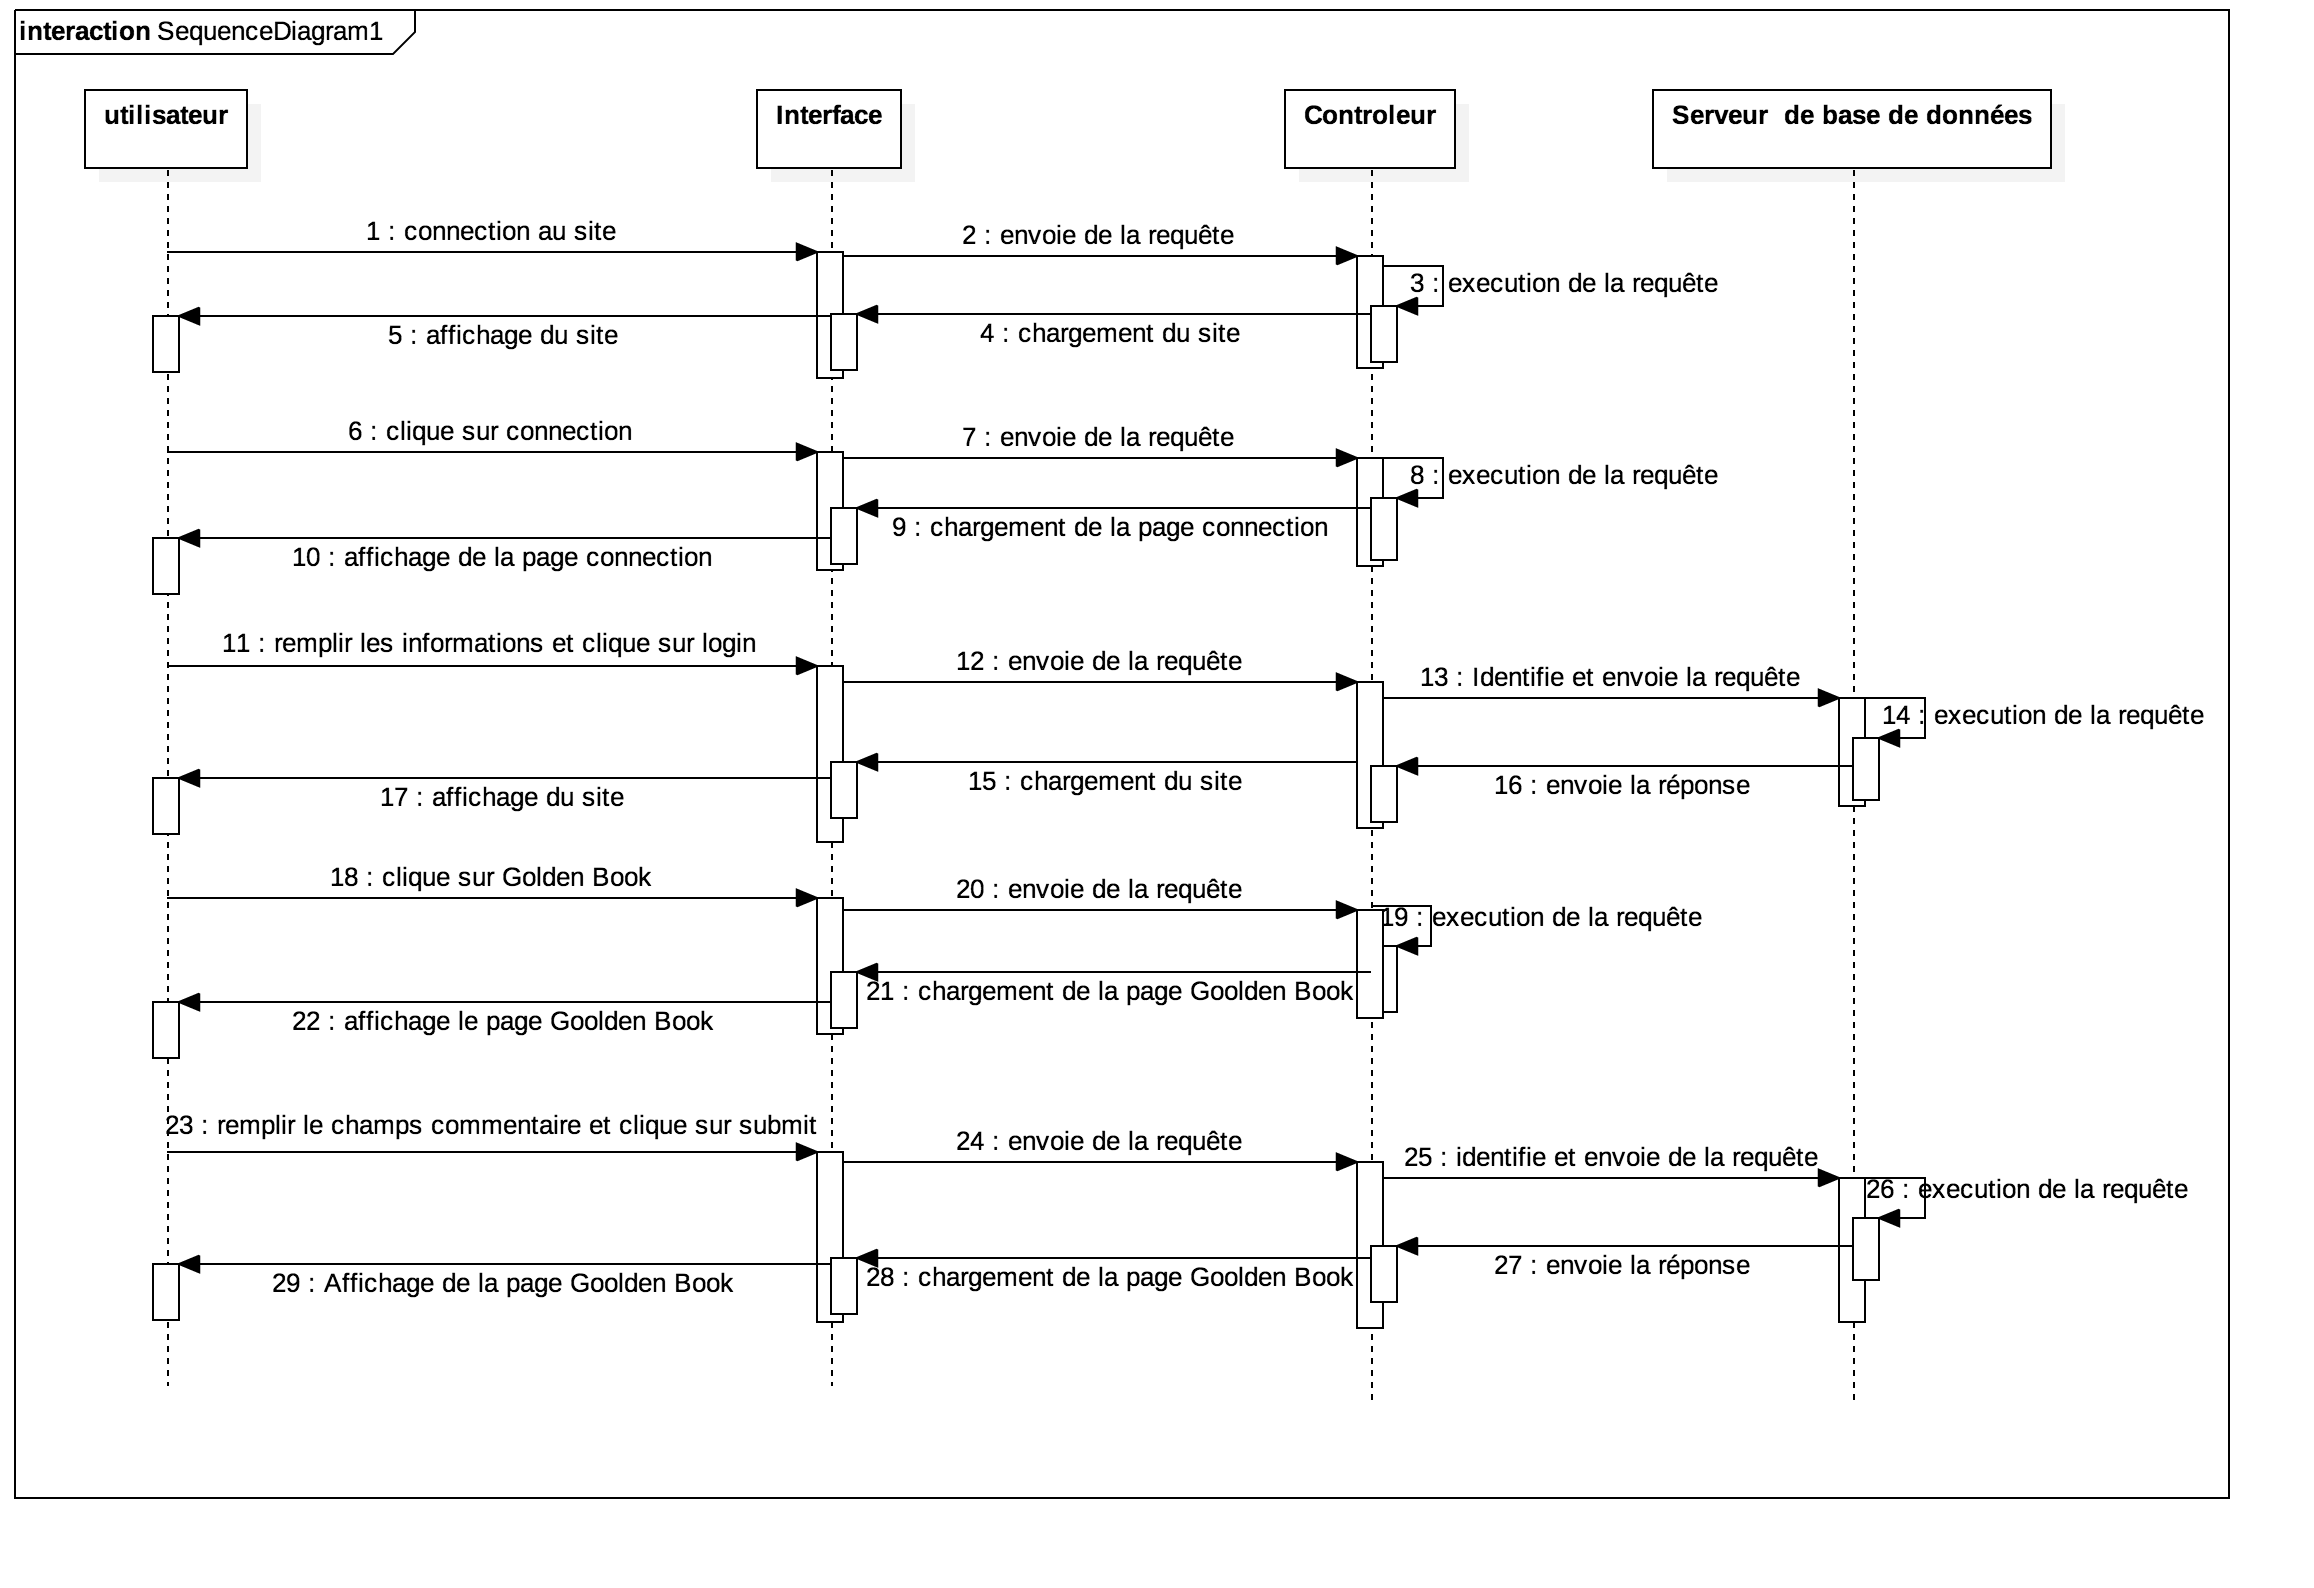 interaction SequenceDiagram1
utilisateur
Interface
Controleur
Serveur  de base de données
1 : connection au site
2 : envoie de la requête
3 : execution de la requête
4 : chargement du site
5 : affichage du site
6 : clique sur connection
7 : envoie de la requête
8 : execution de la requête
9 : chargement de la page connection
10 : affichage de la page connection
11 : remplir les informations et clique sur login
12 : envoie de la requête
13 : Identifie et envoie la requête
14 : execution de la requête
15 : chargement du site
16 : envoie la réponse
17 : affichage du site
18 : clique sur Golden Book
20 : envoie de la requête
19 : execution de la requête
21 : chargement de la page Goolden Book
22 : affichage le page Goolden Book
23 : remplir le champs commentaire et clique sur submit
24 : envoie de la requête
25 : identifie et envoie de la requête
26 : execution de la requête
27 : envoie la réponse
28 : chargement de la page Goolden Book
29 : Affichage de la page Goolden Book